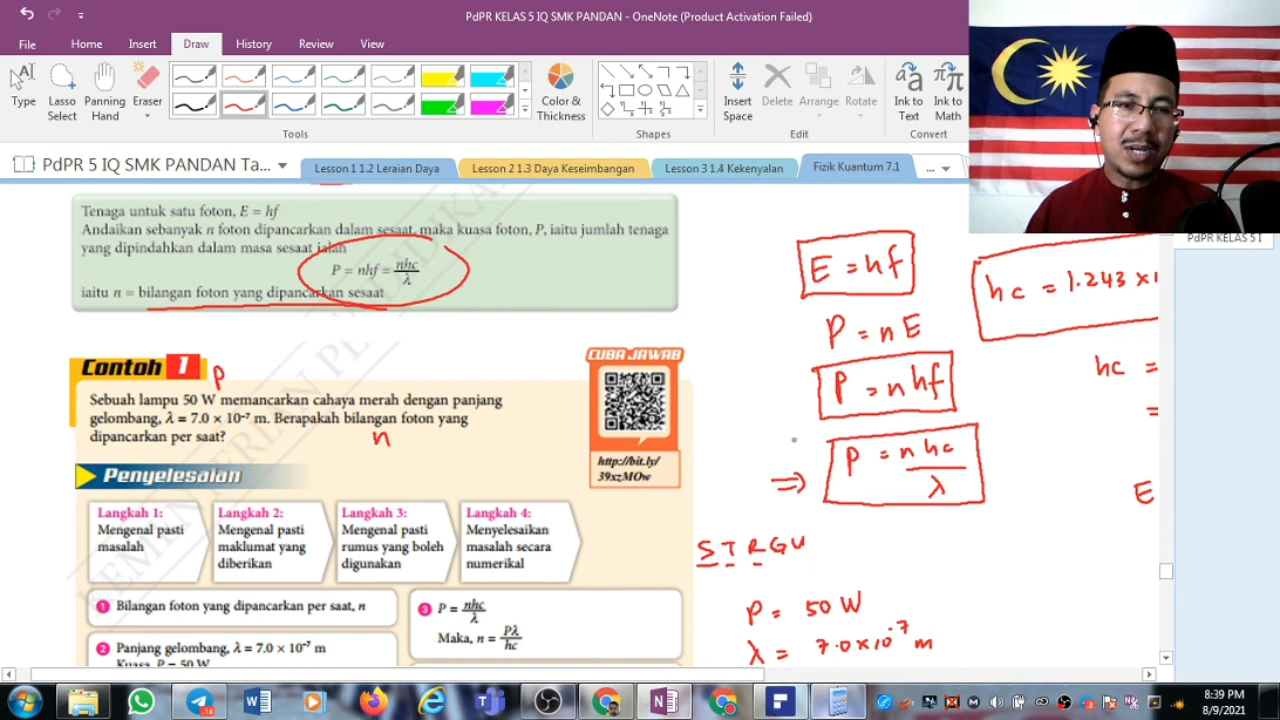 PdPR KELAS 5 IQ SMK PANDAN - OneNote (Product Activation Failed)
File Home Insert Draw History Review View
Type
Lasso Select
Panning Hand
Eraser
Color & Thickness
Insert Space
Delete
Arrange
Rotate
Ink to Text
Ink to Math
Tools
Shapes
Edit
Convert
PdPR 5 IQ SMK PANDAN Ta...
Lesson 1 1.2 Leraian Daya
Lesson 2 1.3 Daya Keseimbangan
Lesson 3 1.4 Kekenyalan
Fizik Kuantum 7.1
...
PdPR KELAS 5 I
Tenaga untuk satu foton, E = hf
Andaikan sebanyak n foton dipancarkan dalam sesaat, maka kuasa foton, P, iaitu jumlah tenaga
yang dipindahkan dalam masa sesaat ialah
P = nhf = nhc/λ
iaitu n = bilangan foton yang dipancarkan sesaat
Contoh 1
P
Sebuah lampu 50 W memancarkan cahaya merah dengan panjang
gelombang, λ = 7.0 × 10⁻⁷ m. Berapakah bilangan foton yang
dipancarkan per saat?
n
CUBA JAWAB
http://bit.ly/
39xzMOw
Penyelesaian
Langkah 1:
Mengenal pasti
masalah
Langkah 2:
Mengenal pasti
maklumat yang
diberikan
Langkah 3:
Mengenal pasti
rumus yang boleh
digunakan
Langkah 4:
Menyelesaikan
masalah secara
numerikal
1 Bilangan foton yang dipancarkan per saat, n
2 Panjang gelombang, λ = 7.0 × 10⁻⁷ m
Kuasa, P = 50 W
3 P = nhc/λ
Maka, n = Pλ/hc
E = hf
P = nE
P = nhf
⇒ P = nhc/λ
hc = 1.243 × 1
hc =
=
E
STRGU
P = 50 W
λ = 7.0 × 10⁻⁷ m
18
8:39 PM
8/9/2021